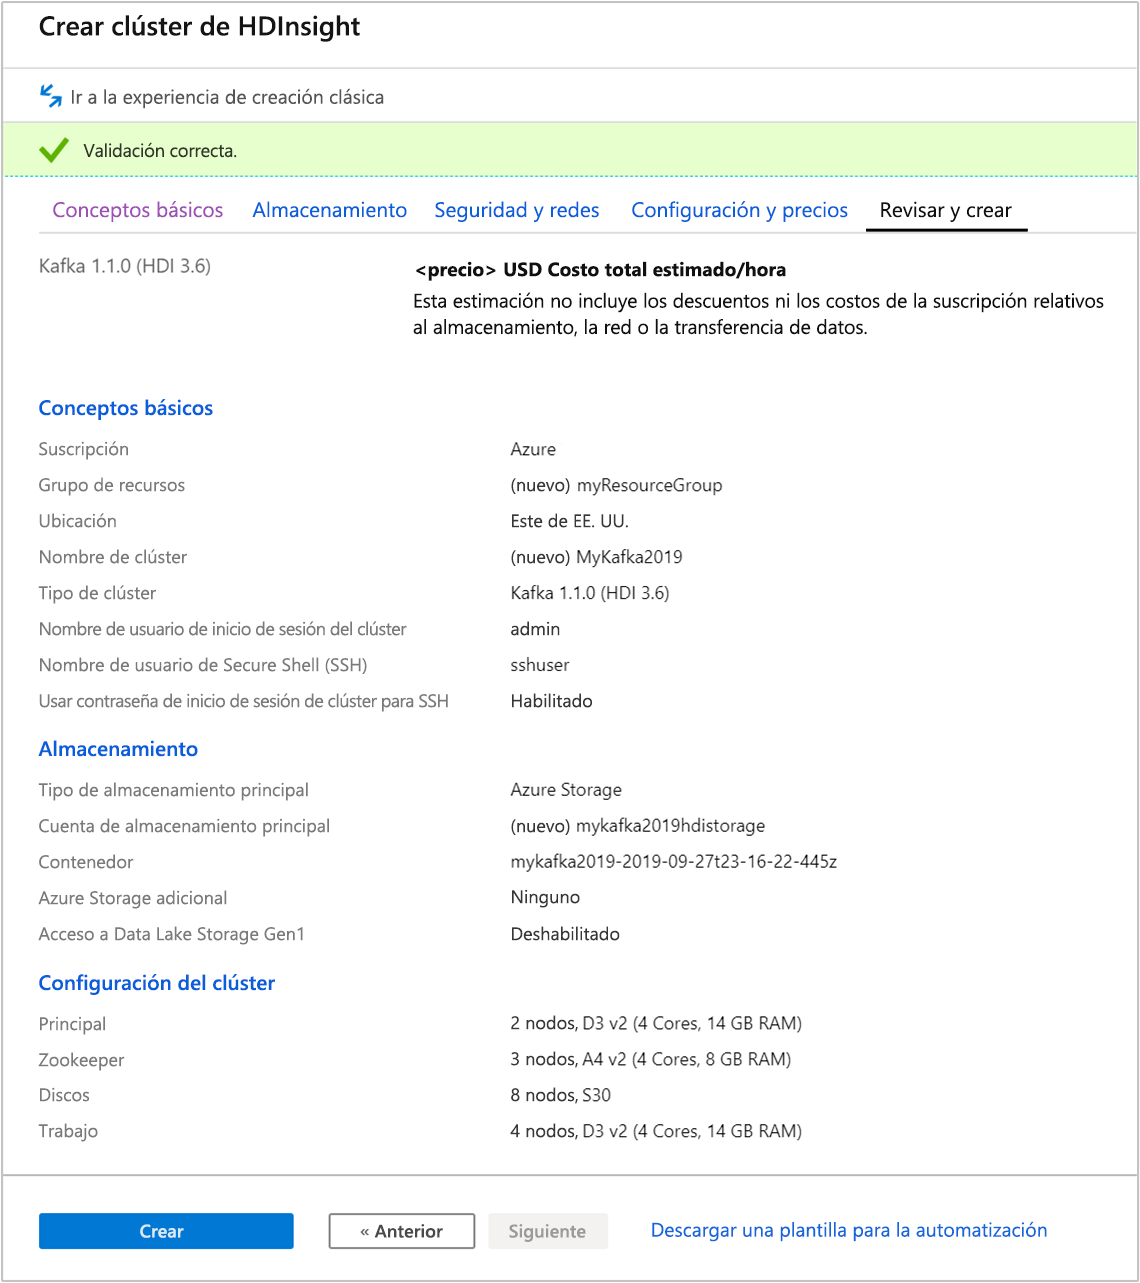 Crear clúster de HDInsight
Ir a la experiencia de creación clásica
Validación correcta.
Conceptos básicos Almacenamiento Seguridad y redes Configuración y precios Revisar y crear
Kafka 1.1.0 (HDI 3.6)
<precio> USD Costo total estimado/hora
Esta estimación no incluye los descuentos ni los costos de la suscripción relativos
al almacenamiento, la red o la transferencia de datos.
Conceptos básicos
Suscripción Azure
Grupo de recursos (nuevo) myResourceGroup
Ubicación Este de EE. UU.
Nombre de clúster (nuevo) MyKafka2019
Tipo de clúster Kafka 1.1.0 (HDI 3.6)
Nombre de usuario de inicio de sesión del clúster admin
Nombre de usuario de Secure Shell (SSH) sshuser
Usar contraseña de inicio de sesión de clúster para SSH Habilitado
Almacenamiento
Tipo de almacenamiento principal Azure Storage
Cuenta de almacenamiento principal (nuevo) mykafka2019hdistorage
Contenedor mykafka2019-2019-09-27t23-16-22-445z
Azure Storage adicional Ninguno
Acceso a Data Lake Storage Gen1 Deshabilitado
Configuración del clúster
Principal 2 nodos, D3 v2 (4 Cores, 14 GB RAM)
Zookeeper 3 nodos, A4 v2 (4 Cores, 8 GB RAM)
Discos 8 nodos, S30
Trabajo 4 nodos, D3 v2 (4 Cores, 14 GB RAM)
Crear « Anterior Siguiente Descargar una plantilla para la automatización